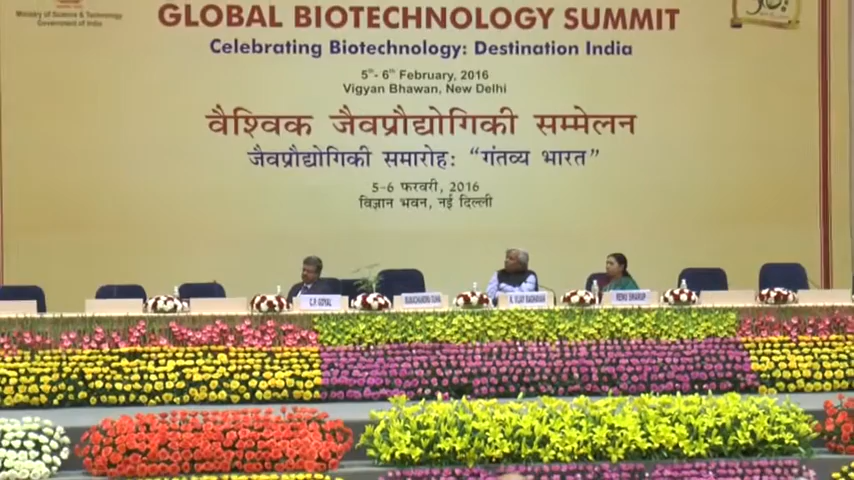 Ministry of Science & Technology
Government of India
GLOBAL BIOTECHNOLOGY SUMMIT
Celebrating Biotechnology: Destination India
5th- 6th February, 2016
Vigyan Bhawan, New Delhi
वैश्विक जैवप्रौद्योगिकी सम्मेलन
जैवप्रौद्योगिकी समारोह: “गंतव्य भारत”
5-6 फरवरी, 2016
विज्ञान भवन, नई दिल्ली
C.P. GOYAL
K. VIJAY RAGHAVAN
RENU SWARUP